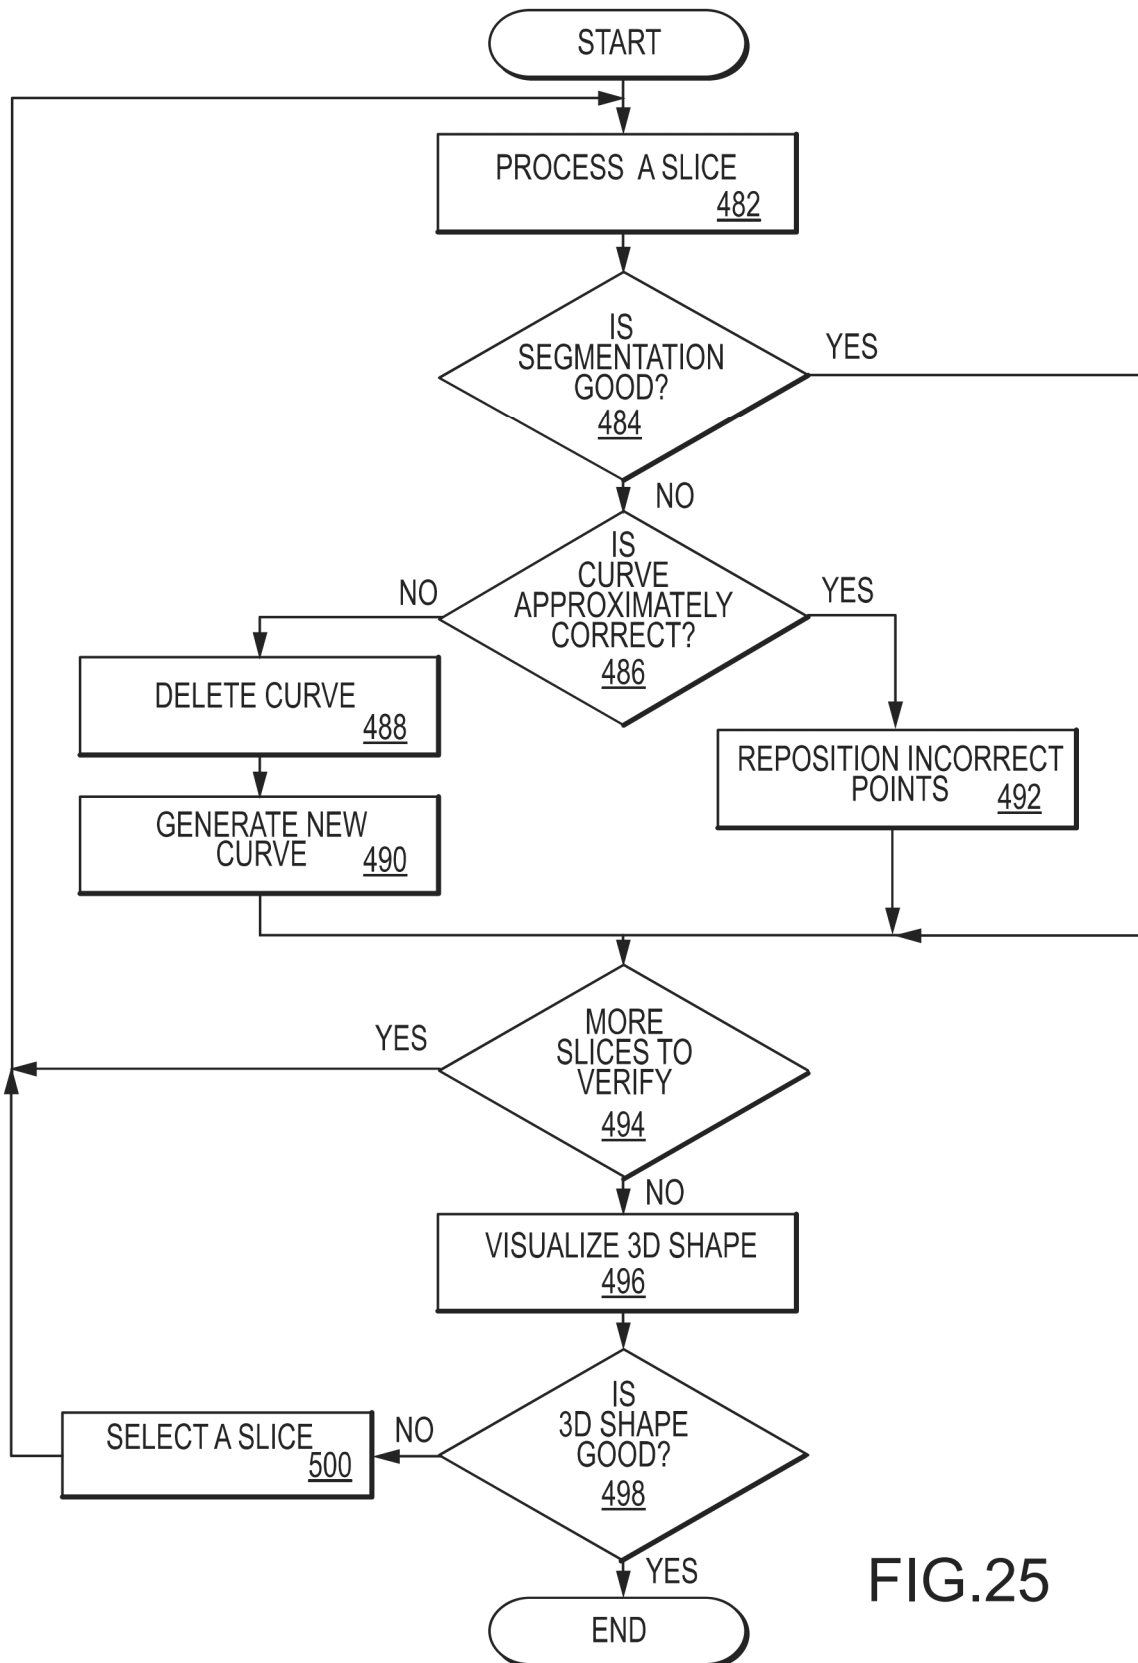 START
PROCESS A SLICE
482
IS
SEGMENTATION
GOOD?
484
YES
NO
IS
CURVE
APPROXIMATELY
CORRECT?
486
NO
YES
DELETE CURVE
488
GENERATE NEW
CURVE 490
REPOSITION INCORRECT
POINTS 492
MORE
SLICES TO
VERIFY
494
YES
NO
VISUALIZE 3D SHAPE
496
IS
3D SHAPE
GOOD?
498
NO
SELECT A SLICE
500
YES
END
FIG.25